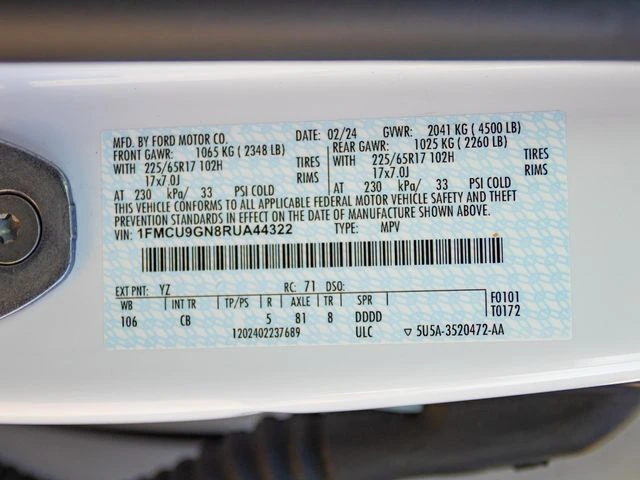 MFD. BY FORD MOTOR CO. DATE: 02/24 GVWR: 2041 KG ( 4500 LB)
FRONT GAWR: 1065 KG ( 2348 LB) REAR GAWR: 1025 KG ( 2260 LB)
WITH 225/65R17 102H TIRES WITH 225/65R17 102H TIRES
17x7.0J RIMS 17x7.0J RIMS
AT 230 kPa/ 33 PSI COLD AT 230 kPa/ 33 PSI COLD
THIS VEHICLE CONFORMS TO ALL APPLICABLE FEDERAL MOTOR VEHICLE SAFETY AND THEFT
PREVENTION STANDARDS IN EFFECT ON THE DATE OF MANUFACTURE SHOWN ABOVE.
VIN: 1FMCU9GN8RUA44322 TYPE: MPV
EXT PNT: YZ RC: 71 DSO:
WB INT TR TP/PS R AXLE TR SPR F0101
106 CB 5 81 8 DDDD T0172
1202402237689 ULC ▽ 5U5A-3520472-AA